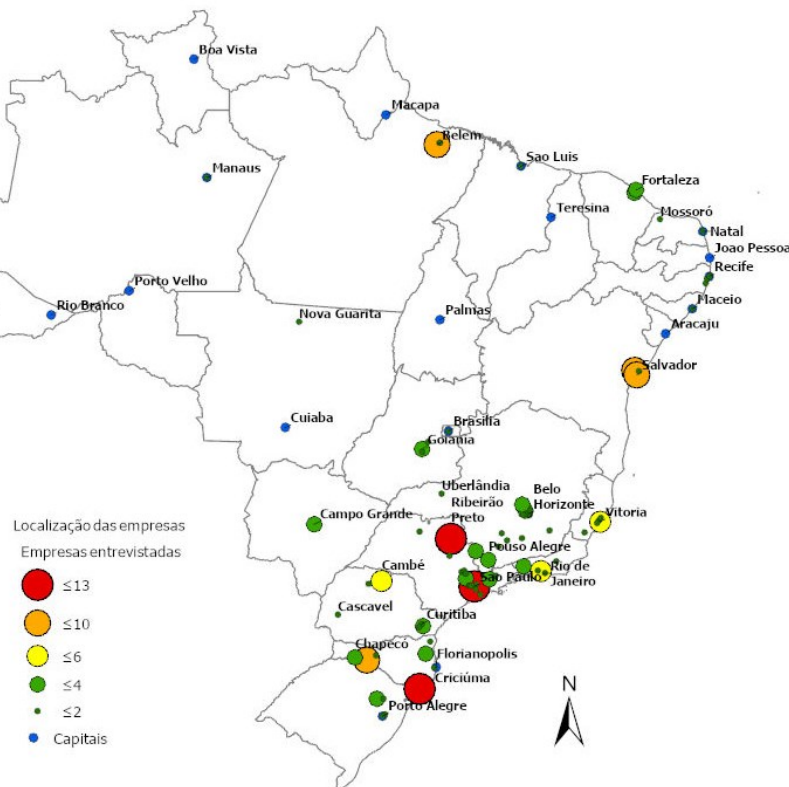 Boa Vista
Macapa
Belem
Manaus
Sao Luis
Fortaleza
Teresina
Mossoró
Natal
Joao Pessoa
Recife
Porto Velho
Maceio
Rio Branco
Nova Guarita
Palmas
Aracaju
Salvador
Cuiaba
Brasilia
Goiania
Uberlândia
Belo
Horizonte
Ribeirão
Preto
Campo Grande
Vitoria
Pouso Alegre
Rio de
Janeiro
Cambé
São Paulo
Cascavel
Curitiba
Chapecó
Florianopolis
Criciúma
Porto Alegre
Localização das empresas
Empresas entrevistadas
≤13
≤10
≤6
≤4
≤2
Capitais
N